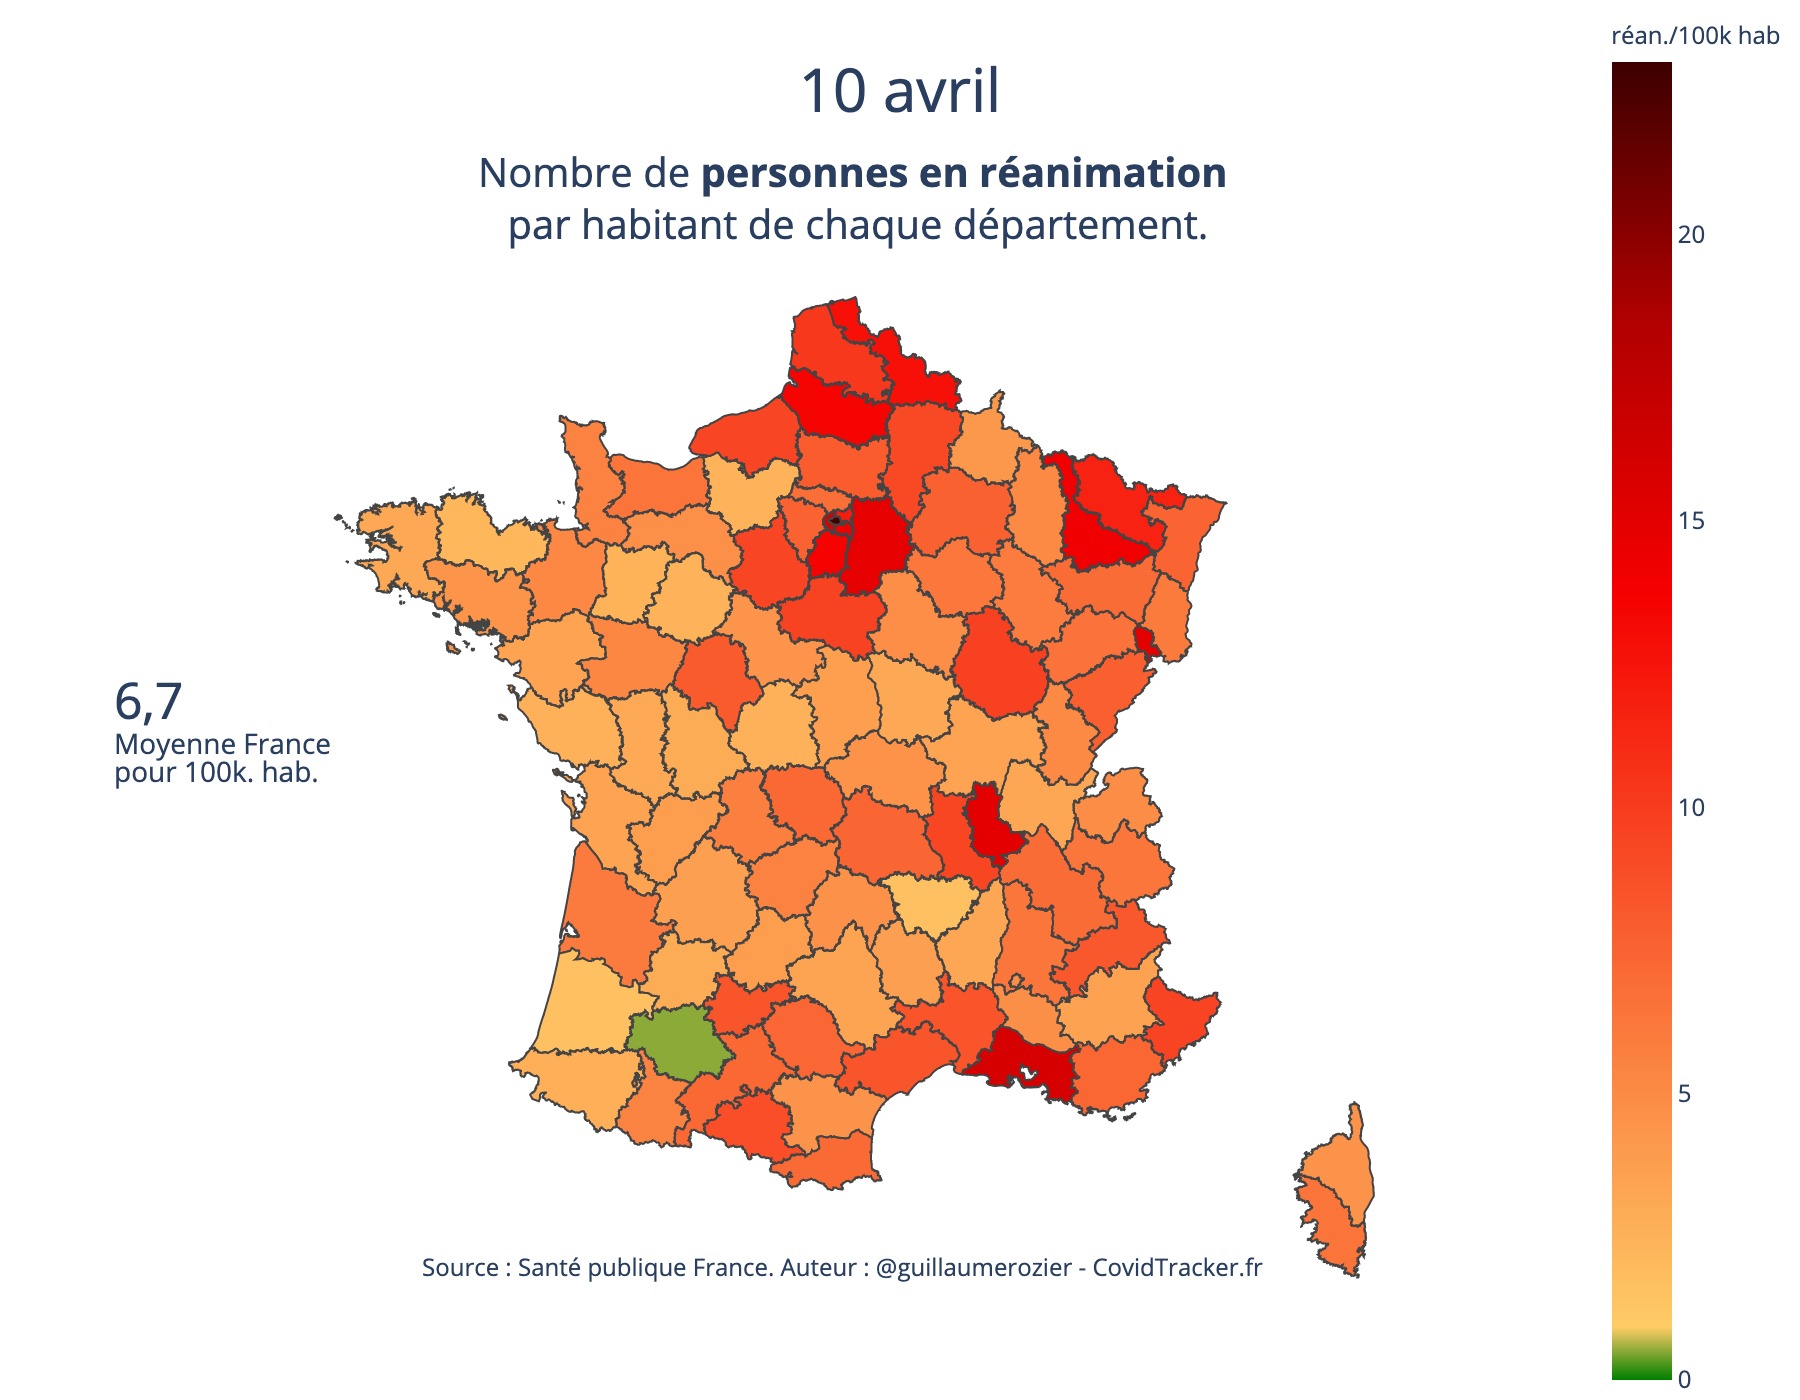 réan./100k hab
10 avril
Nombre de personnes en réanimation
par habitant de chaque département.
20
15
6,7
Moyenne France
pour 100k. hab.
10
5
Source : Santé publique France. Auteur : @guillaumerozier - CovidTracker.fr
0